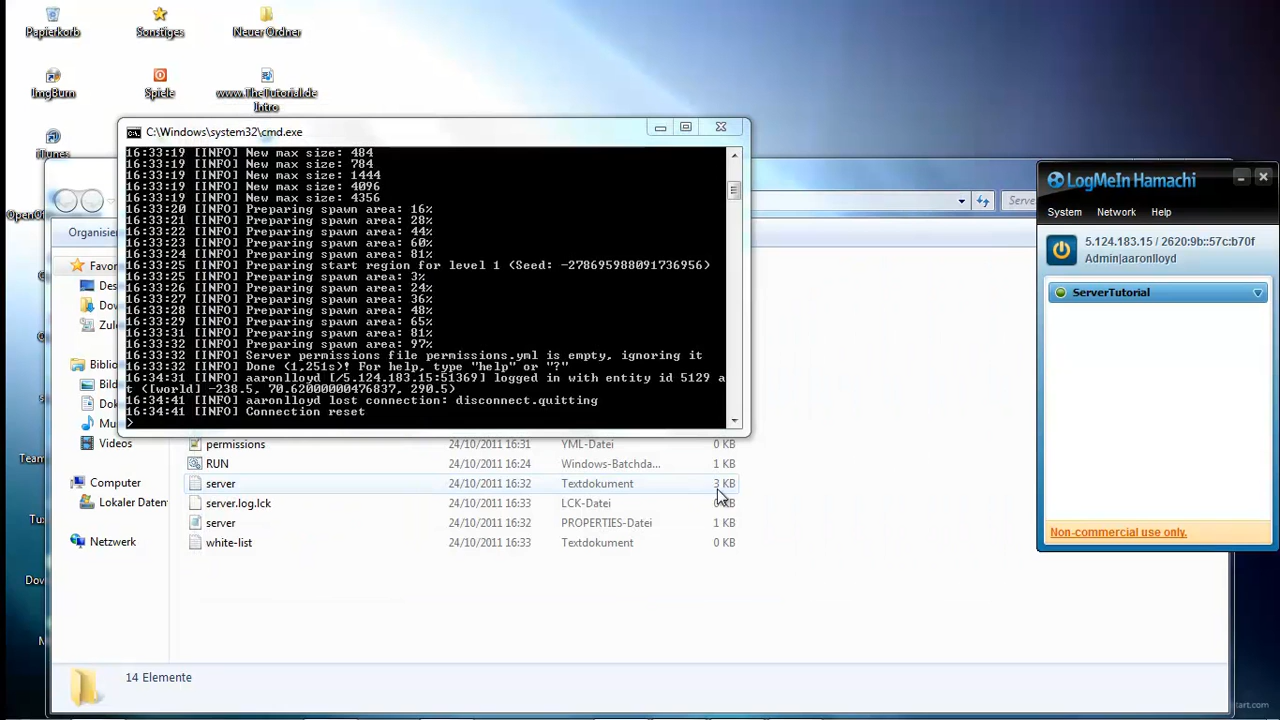 Papierkorb
Sonstiges
Neuer Ordner
ImgBurn
Spiele
www.TheTutorial.de
Intro
iTunes
C:\Windows\system32\cmd.exe
16:33:19 [INFO] New max size: 484
16:33:19 [INFO] New max size: 784
16:33:19 [INFO] New max size: 1444
16:33:19 [INFO] New max size: 4096
16:33:19 [INFO] New max size: 4356
16:33:20 [INFO] Preparing spawn area: 16%
16:33:21 [INFO] Preparing spawn area: 28%
16:33:22 [INFO] Preparing spawn area: 44%
16:33:23 [INFO] Preparing spawn area: 60%
16:33:24 [INFO] Preparing spawn area: 81%
16:33:25 [INFO] Preparing start region for level 1 (Seed: -278695988091736956)
16:33:25 [INFO] Preparing spawn area: 3%
16:33:26 [INFO] Preparing spawn area: 24%
16:33:27 [INFO] Preparing spawn area: 36%
16:33:28 [INFO] Preparing spawn area: 48%
16:33:29 [INFO] Preparing spawn area: 65%
16:33:31 [INFO] Preparing spawn area: 81%
16:33:32 [INFO] Preparing spawn area: 97%
16:33:32 [INFO] Server permissions file permissions.yml is empty, ignoring it
16:33:32 [INFO] Done (1,251s)! For help, type "help" or "?"
16:34:31 [INFO] aaronlloyd [/5.124.183.15:51369] logged in with entity id 5129 a
t ([world] -238.5, 70.62000000476837, 290.5)
16:34:41 [INFO] aaronlloyd lost connection: disconnect.quitting
16:34:41 [INFO] Connection reset
>
OpenOf
Organisie
Favor
Des
Dov
Zul
Biblio
Bild
Dok
Mu
Videos
Computer
Lokaler Daten
Netzwerk
Team
Tux
Dov
M
Serve
permissions 24/10/2011 16:31 YML-Datei 0 KB
RUN 24/10/2011 16:24 Windows-Batchda... 1 KB
server 24/10/2011 16:32 Textdokument 3 KB
server.log.lck 24/10/2011 16:33 LCK-Datei 0 KB
server 24/10/2011 16:32 PROPERTIES-Datei 1 KB
white-list 24/10/2011 16:33 Textdokument 0 KB
14 Elemente
LogMeIn Hamachi
System Network Help
5.124.183.15 / 2620:9b::57c:b70f
Admin|aaronlloyd
ServerTutorial
Non-commercial use only.
start.com